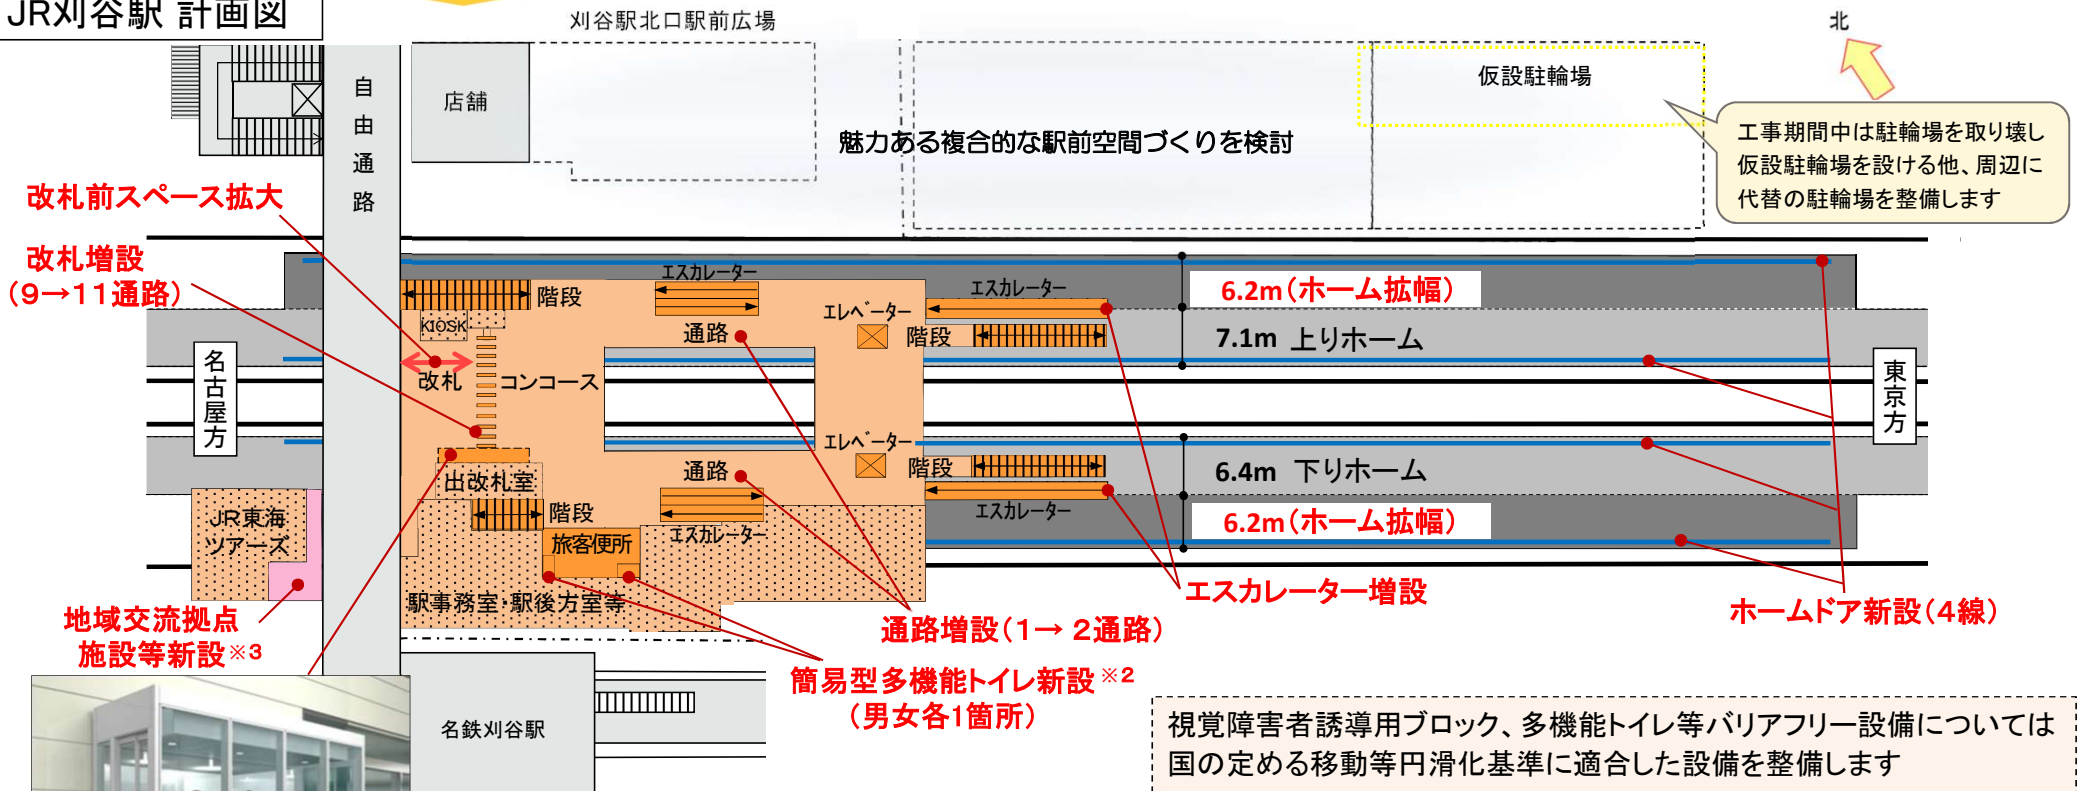 JR刈谷駅 計画図
刈谷駅北口駅前広場
北
自由通路
店舗
仮設駐輪場
魅力ある複合的な駅前空間づくりを検討
工事期間中は駐輪場を取り壊し
仮設駐輪場を設ける他、周辺に
代替の駐輪場を整備します
改札前スペース拡大
改札増設
(9→11通路)
エスカレーター
階段
エスカレーター
6.2m(ホーム拡幅)
KIOSK
通路
エレベーター
階段
7.1m 上りホーム
名古屋方
改札
コンコース
東京方
エレベーター
通路
階段
6.4m 下りホーム
出改札室
階段
エスカレーター
エスカレーター
6.2m(ホーム拡幅)
JR東海
ツアーズ
旅客便所
駅事務室・駅後方室等
エスカレーター増設
ホームドア新設(4線)
地域交流拠点
施設等新設※3
通路増設(1→ 2通路)
簡易型多機能トイレ新設※2
(男女各1箇所)
名鉄刈谷駅
視覚障害者誘導用ブロック、多機能トイレ等バリアフリー設備については
国の定める移動等円滑化基準に適合した設備を整備します